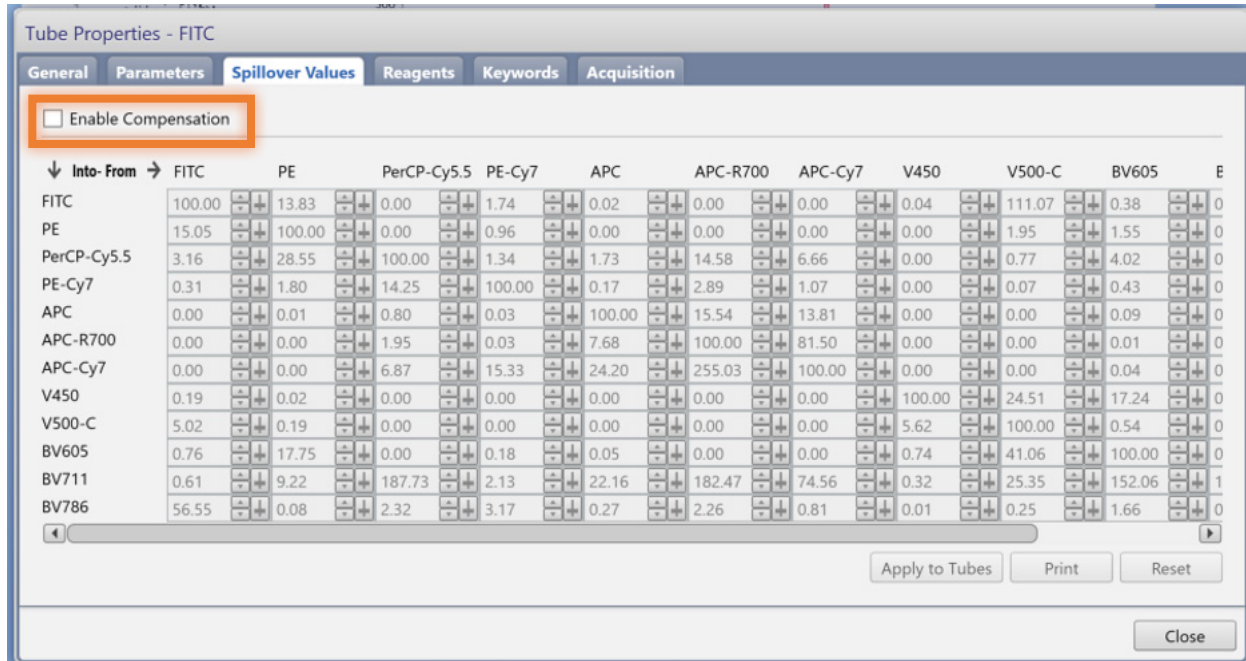 Tube Properties - FITC
General Parameters Spillover Values Reagents Keywords Acquisition
Enable Compensation
Into- From FITC PE PerCP-Cy5.5 PE-Cy7 APC APC-R700 APC-Cy7 V450 V500-C BV605
FITC 100.00 13.83 0.00 1.74 0.02 0.00 0.00 0.04 111.07 0.38 0
PE 15.05 100.00 0.00 0.96 0.00 0.00 0.00 0.00 1.95 1.55 0
PerCP-Cy5.5 3.16 28.55 100.00 1.34 1.73 14.58 6.66 0.00 0.77 4.02 0
PE-Cy7 0.31 1.80 14.25 100.00 0.17 2.89 1.07 0.00 0.07 0.43 0
APC 0.00 0.01 0.80 0.03 100.00 15.54 13.81 0.00 0.00 0.09 0
APC-R700 0.00 0.00 1.95 0.03 7.68 100.00 81.50 0.00 0.00 0.01 0
APC-Cy7 0.00 0.00 6.87 15.33 24.20 255.03 100.00 0.00 0.00 0.04 0
V450 0.19 0.02 0.00 0.00 0.00 0.00 0.00 100.00 24.51 17.24 0
V500-C 5.02 0.19 0.00 0.00 0.00 0.00 0.00 5.62 100.00 0.54 0
BV605 0.76 17.75 0.00 0.18 0.05 0.00 0.00 0.74 41.06 100.00 0
BV711 0.61 9.22 187.73 2.13 22.16 182.47 74.56 0.32 25.35 152.06 1
BV786 56.55 0.08 2.32 3.17 0.27 2.26 0.81 0.01 0.25 1.66 0
Apply to Tubes Print Reset
Close